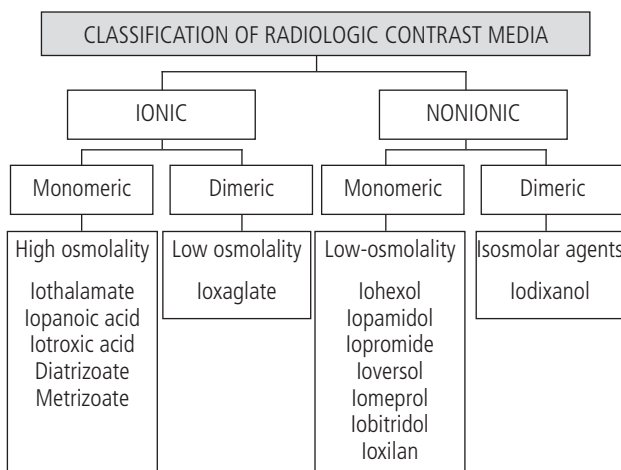 CLASSIFICATION OF RADIOLOGIC CONTRAST MEDIA
IONIC
NONIONIC
Monomeric
Dimeric
Monomeric
Dimeric
High osmolality
Iothalamate
Iopanoic acid
Iotroxic acid
Diatrizoate
Metrizoate
Low osmolality
Ioxaglate
Low-osmolality
Iohexol
Iopamidol
Iopromide
Ioversol
Iomeprol
Iobitridol
Ioxilan
Isosmolar agents
Iodixanol